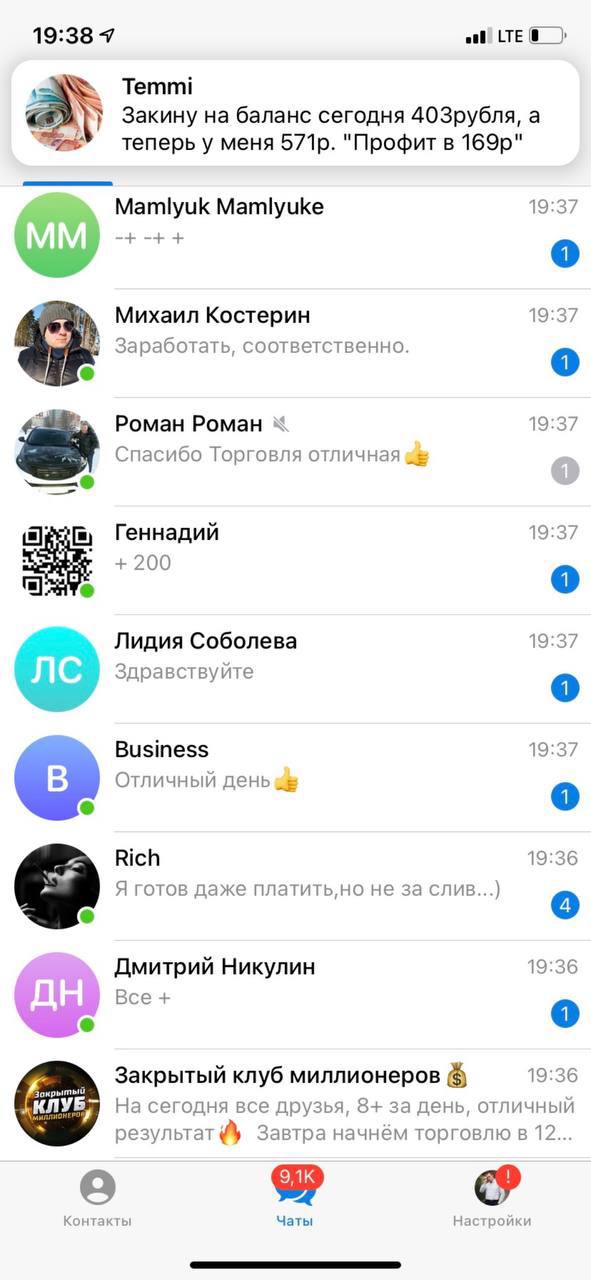 19:38
LTE
Temmi
Закину на баланс сегодня 403рубля, а
теперь у меня 571р. "Профит в 169р"
MM
Mamlyuk Mamlyuke
19:37
-+ -+ +
1
Михаил Костерин
19:37
Заработать, соответственно.
1
Роман Роман
19:37
Спасибо Торговля отличная👍
1
Геннадий
19:37
+ 200
1
ЛС
Лидия Соболева
19:37
Здравствуйте
1
B
Business
19:37
Отличный день👍
1
Rich
19:36
Я готов даже платить,но не за слив...)
4
ДН
Дмитрий Никулин
19:36
Все +
1
Закрытый
КЛУБ
МИЛЛИОНЕРОВ
Закрытый клуб миллионеров💰
19:36
На сегодня все друзья, 8+ за день, отличный
результат🔥 Завтра начнём торговлю в 12...
9,1K
!
Контакты
Чаты
Настройки